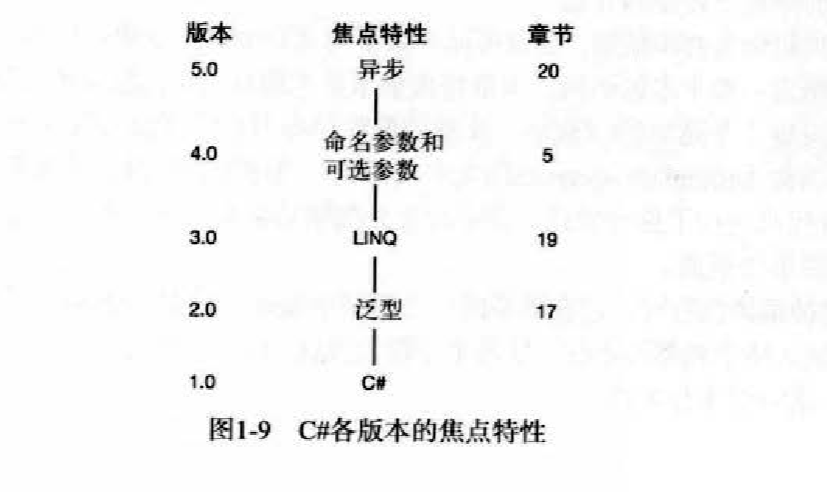 版本 焦点特性 章节
5.0 异步 20
命名参数和
4.0 5
可选参数
3.0 LINQ 19
2.0 泛型 17
1.0 C#
图1-9 C#各版本的焦点特性